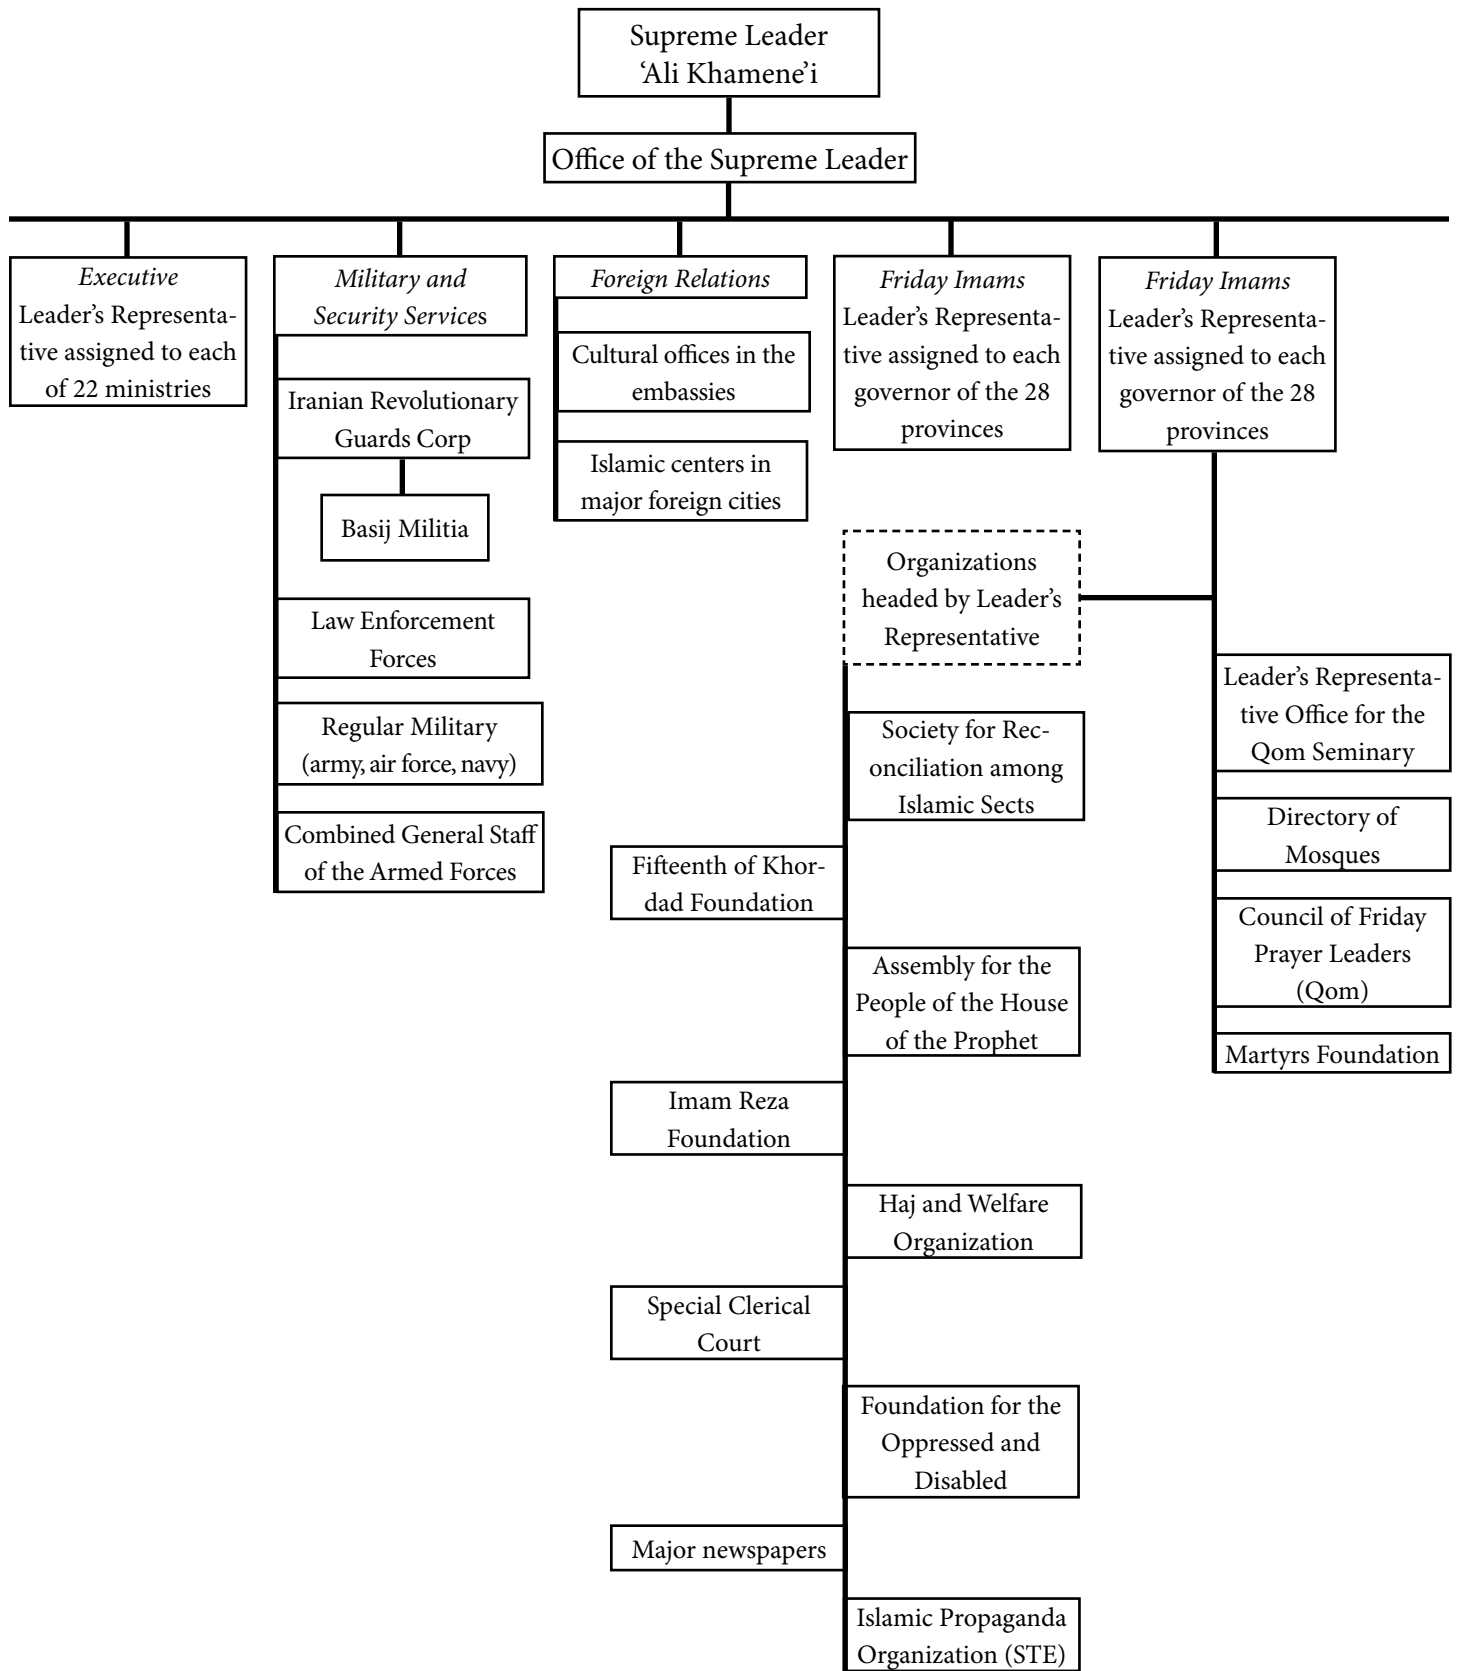 Supreme Leader
‘Ali Khamene’i
Office of the Supreme Leader
Executive
Leader’s Representa-
tive assigned to each
of 22 ministries
Military and
Security Services
Iranian Revolutionary
Guards Corp
Basij Militia
Law Enforcement
Forces
Regular Military
(army, air force, navy)
Combined General Staff
of the Armed Forces
Foreign Relations
Cultural offices in the
embassies
Islamic centers in
major foreign cities
Friday Imams
Leader’s Representa-
tive assigned to each
governor of the 28
provinces
Friday Imams
Leader’s Representa-
tive assigned to each
governor of the 28
provinces
Organizations
headed by Leader’s
Representative
Society for Rec-
onciliation among
Islamic Sects
Fifteenth of Khor-
dad Foundation
Assembly for the
People of the House
of the Prophet
Imam Reza
Foundation
Haj and Welfare
Organization
Special Clerical
Court
Foundation for the
Oppressed and
Disabled
Major newspapers
Islamic Propaganda
Organization (STE)
Leader’s Representa-
tive Office for the
Qom Seminary
Directory of
Mosques
Council of Friday
Prayer Leaders
(Qom)
Martyrs Foundation